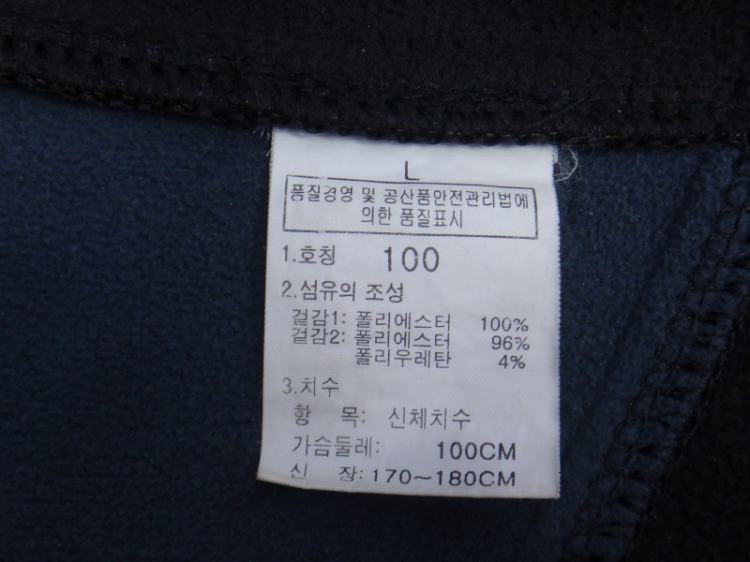 L
품질경영 및 공산품안전관리법에
의한 품질표시
1.호칭 100
2.섬유의 조성
겉감1: 폴리에스터 100%
겉감2: 폴리에스터 96%
폴리우레탄 4%
3.치수
항 목: 신체치수
가슴둘레: 100CM
신 장: 170~180CM